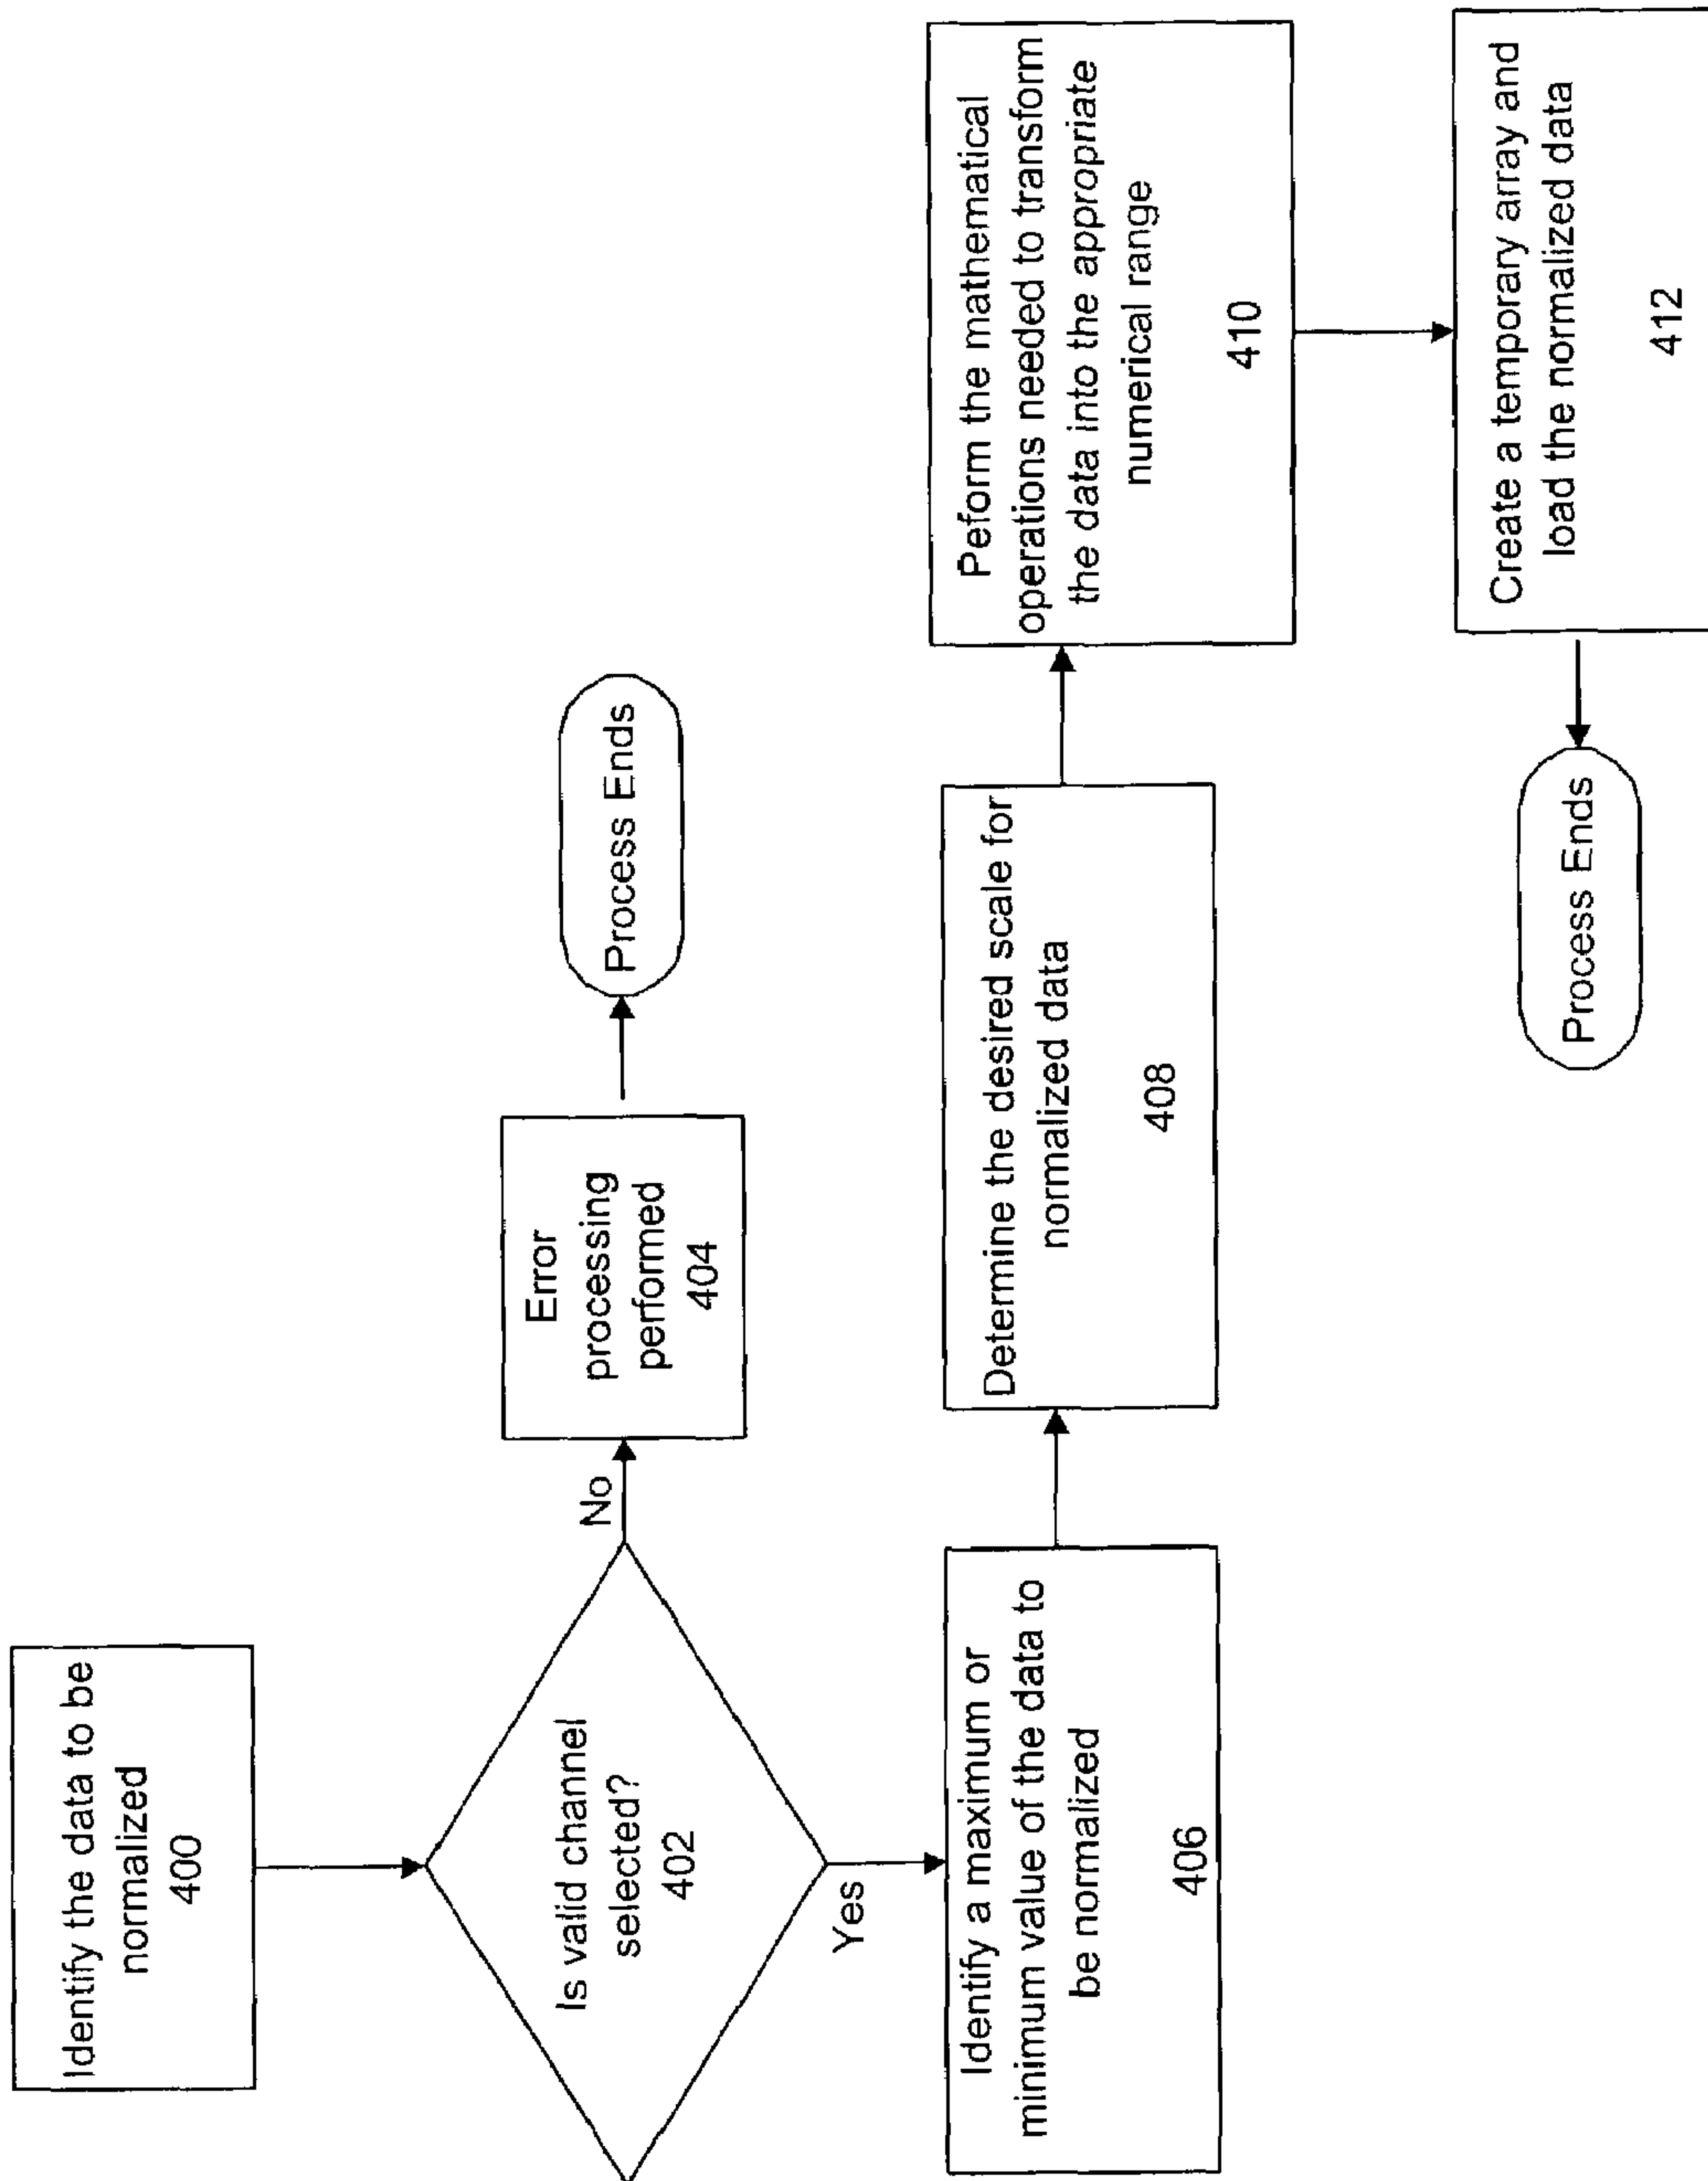 Identify the data to be
normalized
400
Is valid channel
selected?
402
No
Error
processing
performed
404
Process Ends
Yes
Identify a maximum or
minimum value of the data to
be normalized
406
Determine the desired scale for
normalized data
408
Peform the mathematical
operations needed to transform
the data into the appropriate
numerical range
410
Create a temporary array and
load the normalized data
412
Process Ends